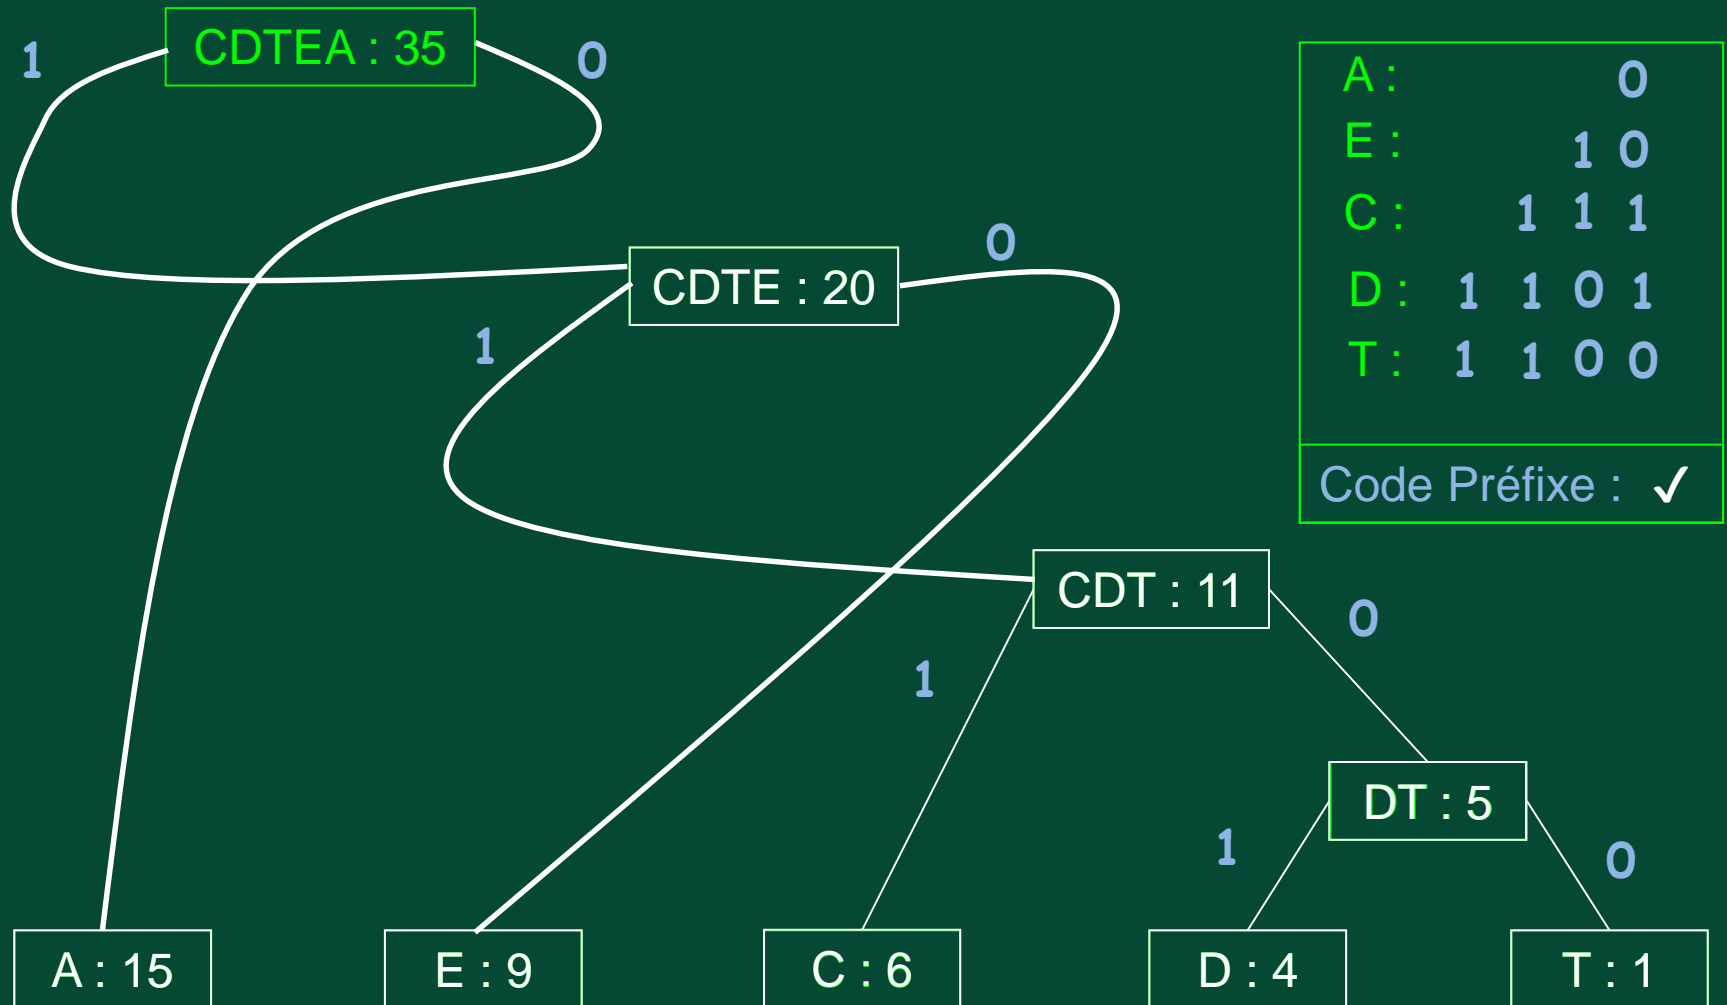 1
CDTEA : 35
0
A : 0
E : 1 0
C : 1 1 1
D : 1 1 0 1
T : 1 1 0 0
Code Préfixe : ✓
0
CDTE : 20
1
CDT : 11
0
1
DT : 5
1
0
A : 15
E : 9
C : 6
D : 4
T : 1